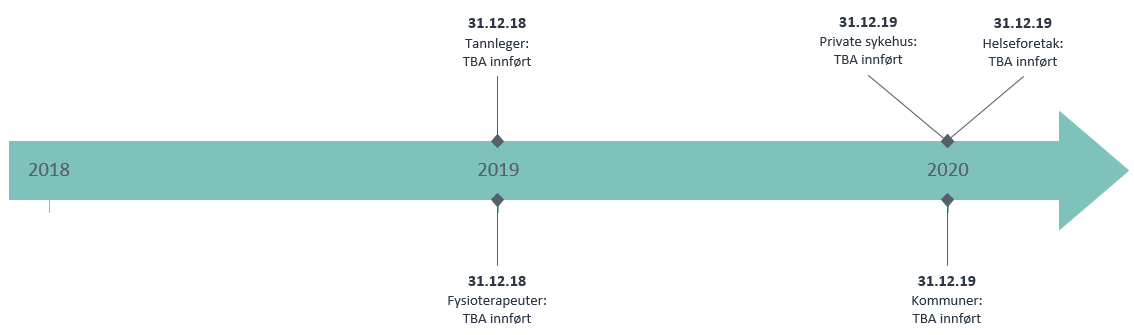 31.12.18
Tannleger:
TBA innført
31.12.19
Private sykehus:
TBA innført
31.12.19
Helseforetak:
TBA innført
2018
2019
2020
31.12.18
Fysioterapeuter:
TBA innført
31.12.19
Kommuner:
TBA innført